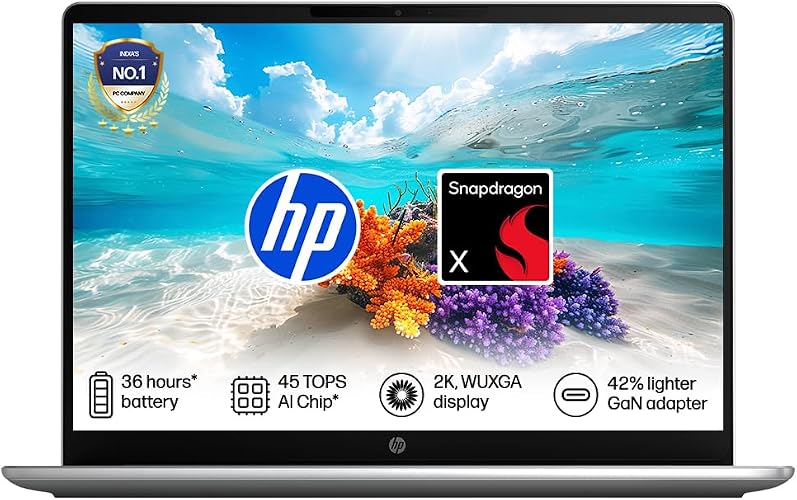 INDIA'S
NO.1
PC COMPANY
hp
Snapdragon
X
36 hours*
battery
45 TOPS
AI Chip*
2K, WUXGA
display
42% lighter
GaN adapter
hp